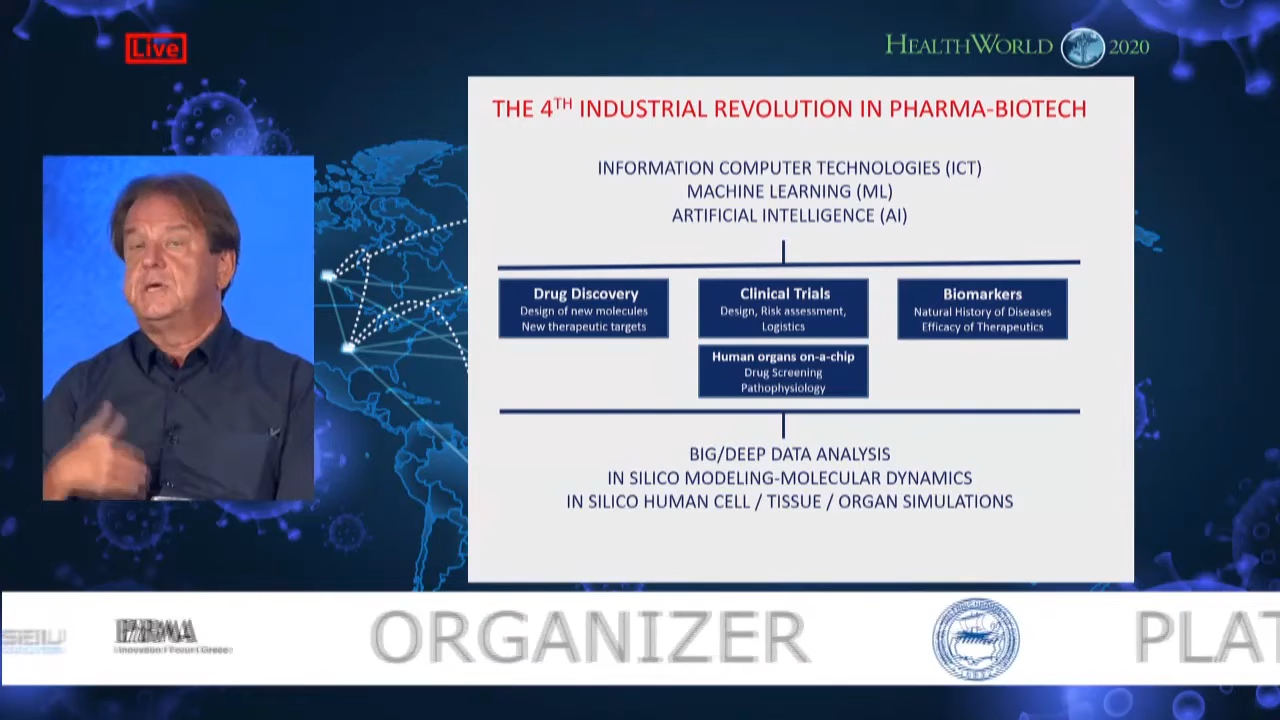 Live
HEALTHWORLD 2020
THE 4TH INDUSTRIAL REVOLUTION IN PHARMA-BIOTECH
INFORMATION COMPUTER TECHNOLOGIES (ICT)
MACHINE LEARNING (ML)
ARTIFICIAL INTELLIGENCE (AI)
Drug Discovery
Design of new molecules
New therapeutic targets
Clinical Trials
Design, Risk assessment,
Logistics
Biomarkers
Natural History of Diseases
Efficacy of Therapeutics
Human organs on-a-chip
Drug Screening
Pathophysiology
BIG/DEEP DATA ANALYSIS
IN SILICO MODELING-MOLECULAR DYNAMICS
IN SILICO HUMAN CELL / TISSUE / ORGAN SIMULATIONS
ORGANIZER
PLAT